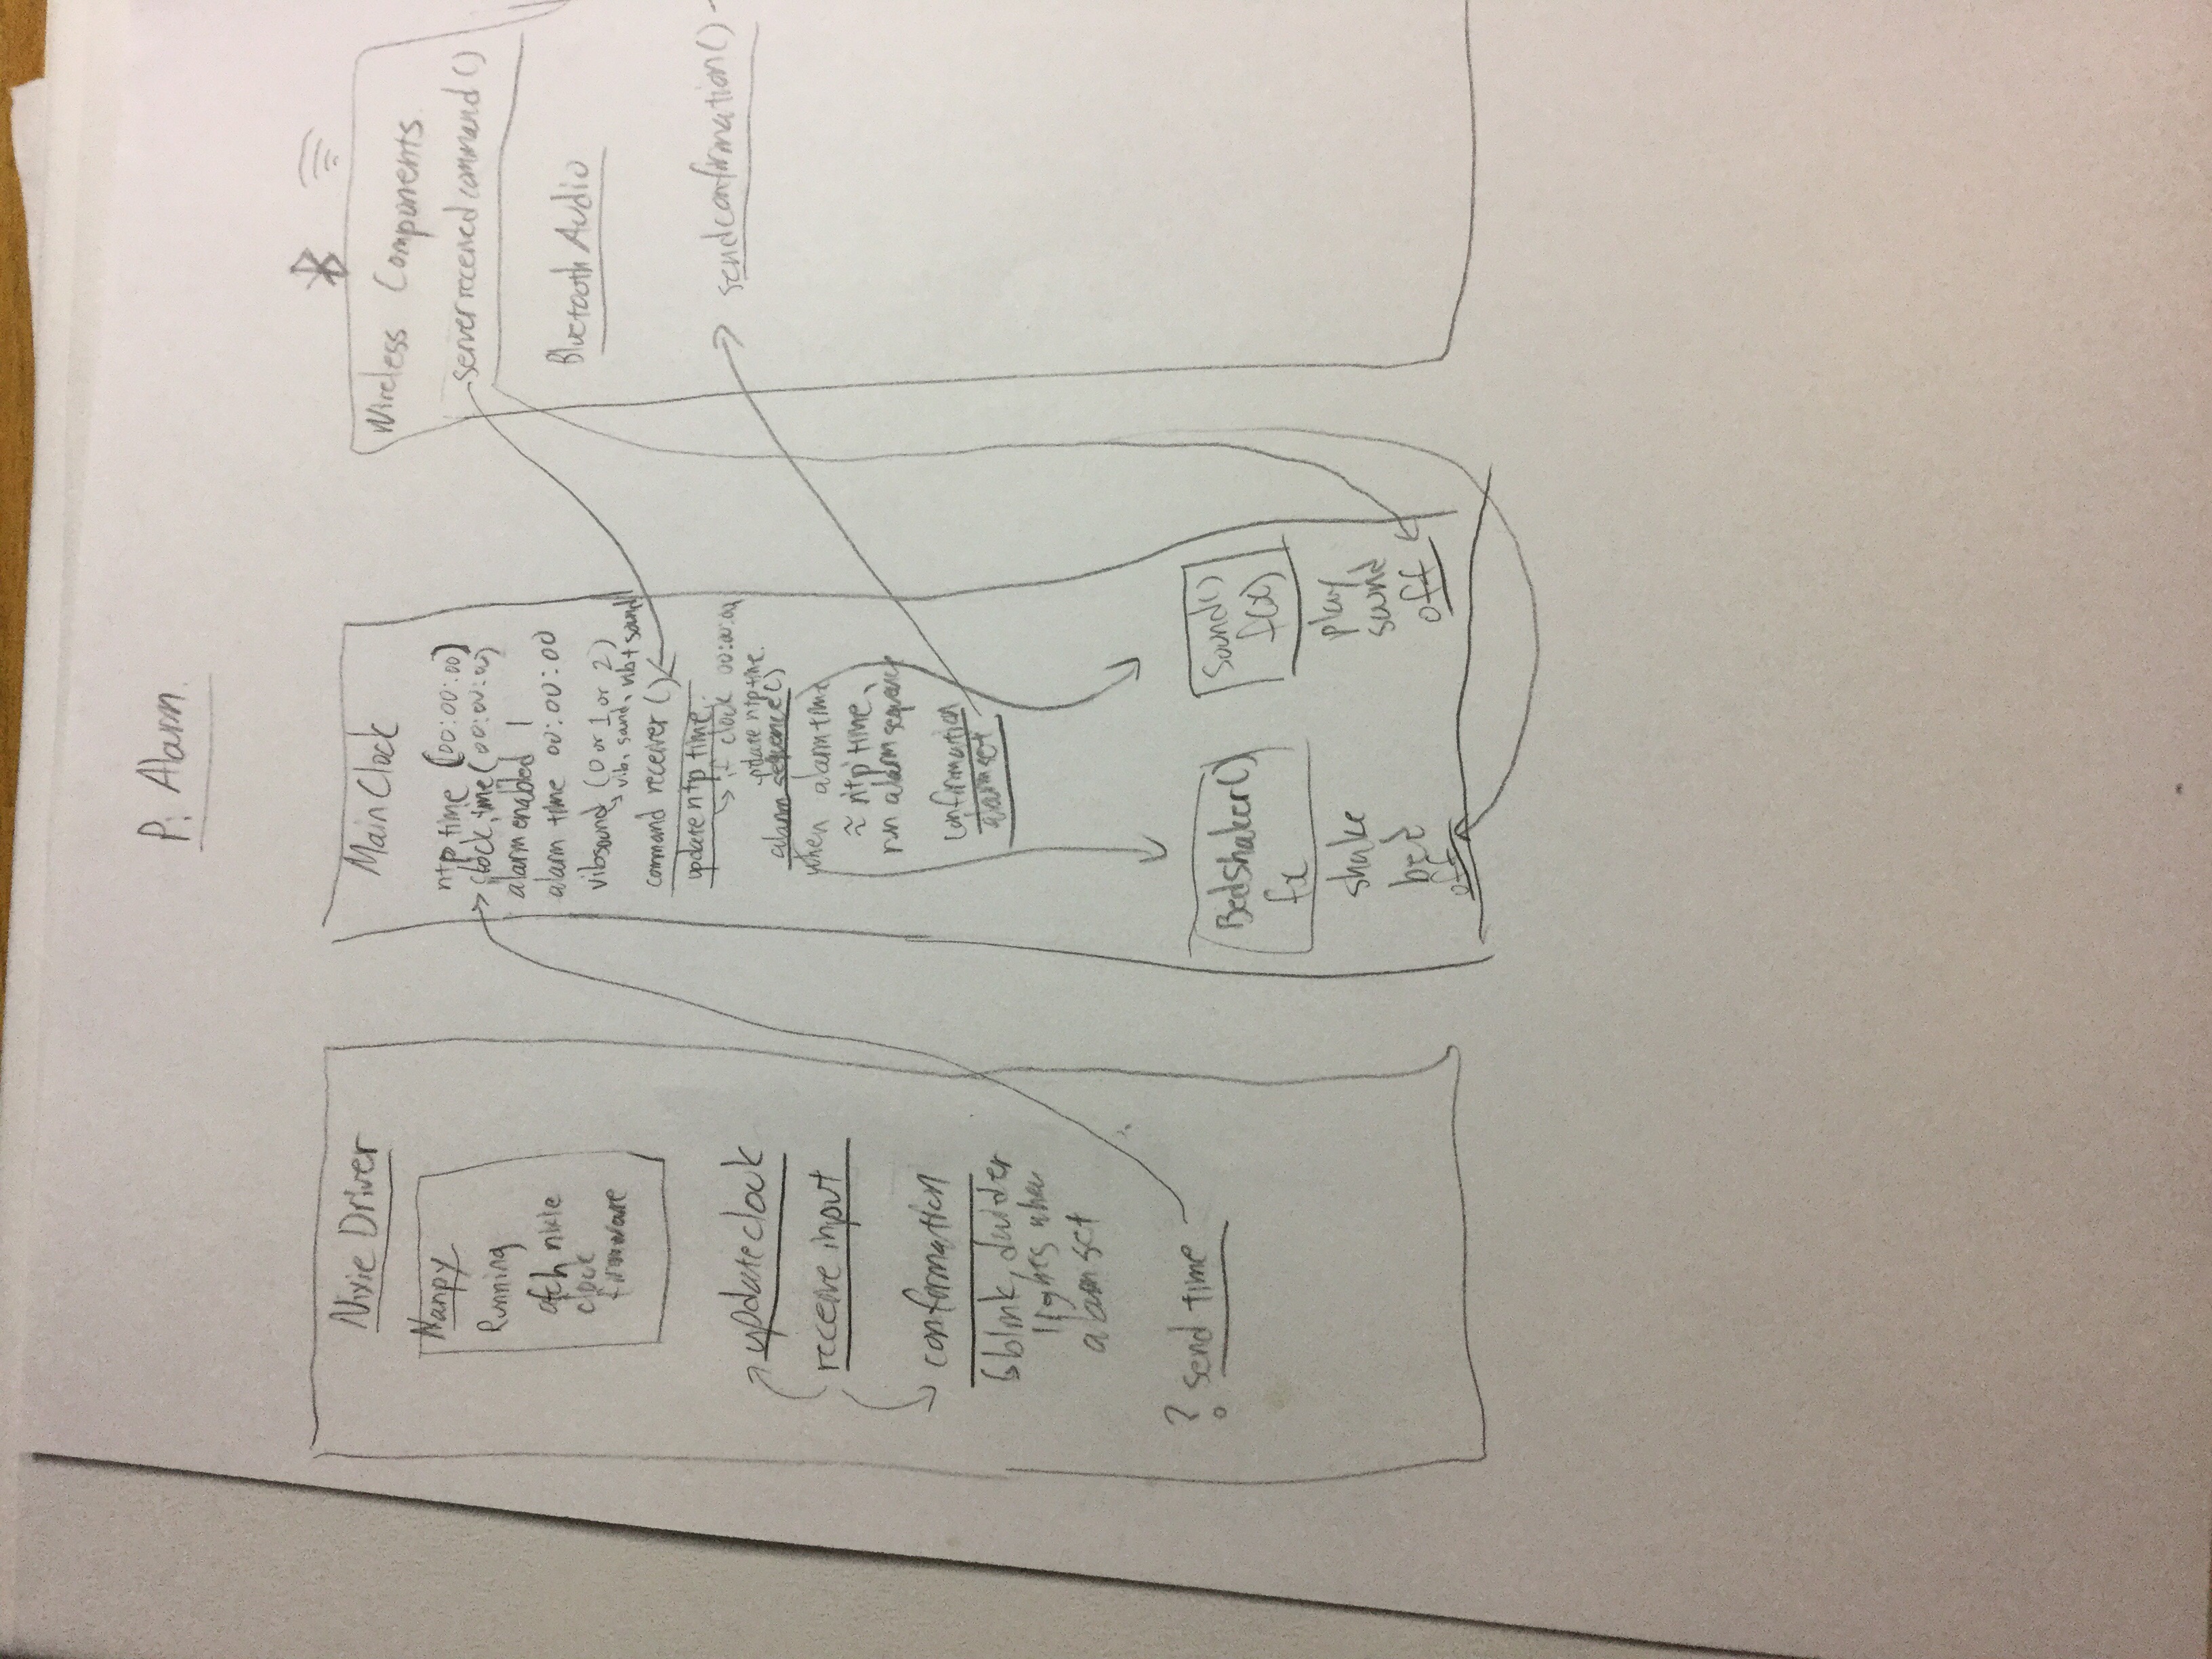 Pi Alarm
Nixie Driver
Nanpy
Running
afch nixie
clock
firmware
updateclock
receive input
confirmation
blink, divider
lights when
alarm set
? send time
Main Clock
ntp time (00:00:00)
clock time (00:00:00)
alarm enabled 1
alarm time 00:00:00
vibsound (0 or 1 or 2)
vib, sound, vib + sound
command receiver ()
update ntp time
if clock 00:00:00
update ntp time.
alarm sequence ()
when alarm time
≈ ntp time,
run alarm sequence
confirmation
alarm set
BedShaker()
fx
shake
bed
off
Sound()
f(x)
play
sound
off
Wireless Components
server received command ()
Bluetooth Audio
sendconfirmation()